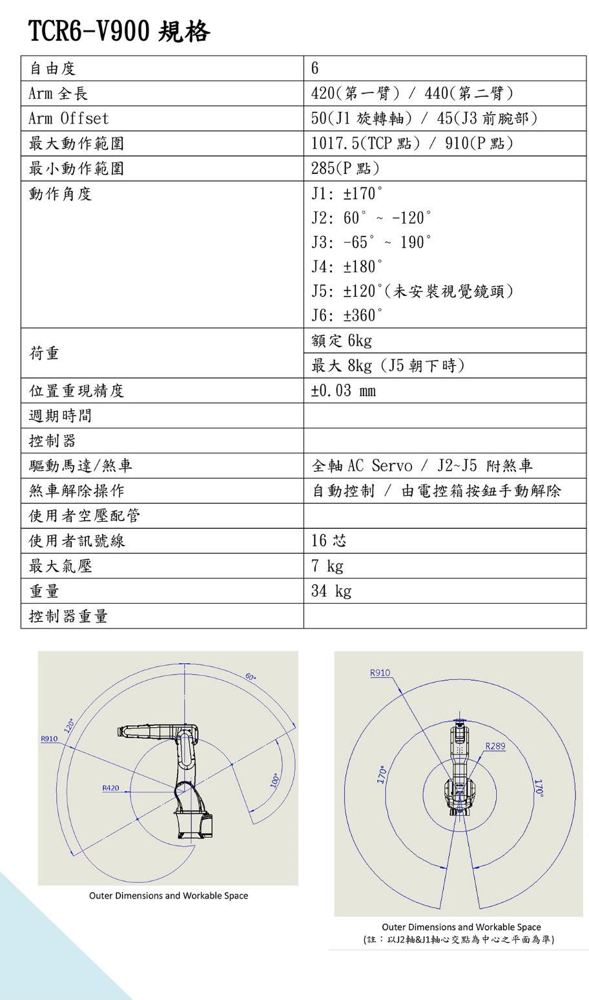 TCR6-V900 規格
自由度 6
Arm 全長 420(第一臂) / 440(第二臂)
Arm Offset 50(J1 旋轉軸) / 45(J3 前腕部)
最大動作範圍 1017.5(TCP 點) / 910(P 點)
最小動作範圍 285(P 點)
動作角度 J1: ±170°
J2: 60° ~ -120°
J3: -65° ~ 190°
J4: ±180°
J5: ±120°(未安裝視覺鏡頭)
J6: ±360°
荷重 額定 6kg
最大 8kg (J5 朝下時)
位置重現精度 ±0.03 mm
週期時間
控制器
驅動馬達/煞車 全軸 AC Servo / J2~J5 附煞車
煞車解除操作 自動控制 / 由電控箱按鈕手動解除
使用者空壓配管
使用者訊號線 16 芯
最大氣壓 7 kg
重量 34 kg
控制器重量
60°
120°
R910
R420
100°
Outer Dimensions and Workable Space
R910
R289
170°
170°
Outer Dimensions and Workable Space
(註：以J2軸&J1軸心交點為中心之平面為準)